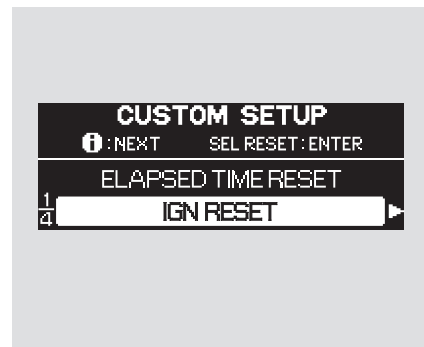 CUSTOM SETUP
i:NEXT SEL RESET:ENTER
ELAPSED TIME RESET
1/4
IGN RESET